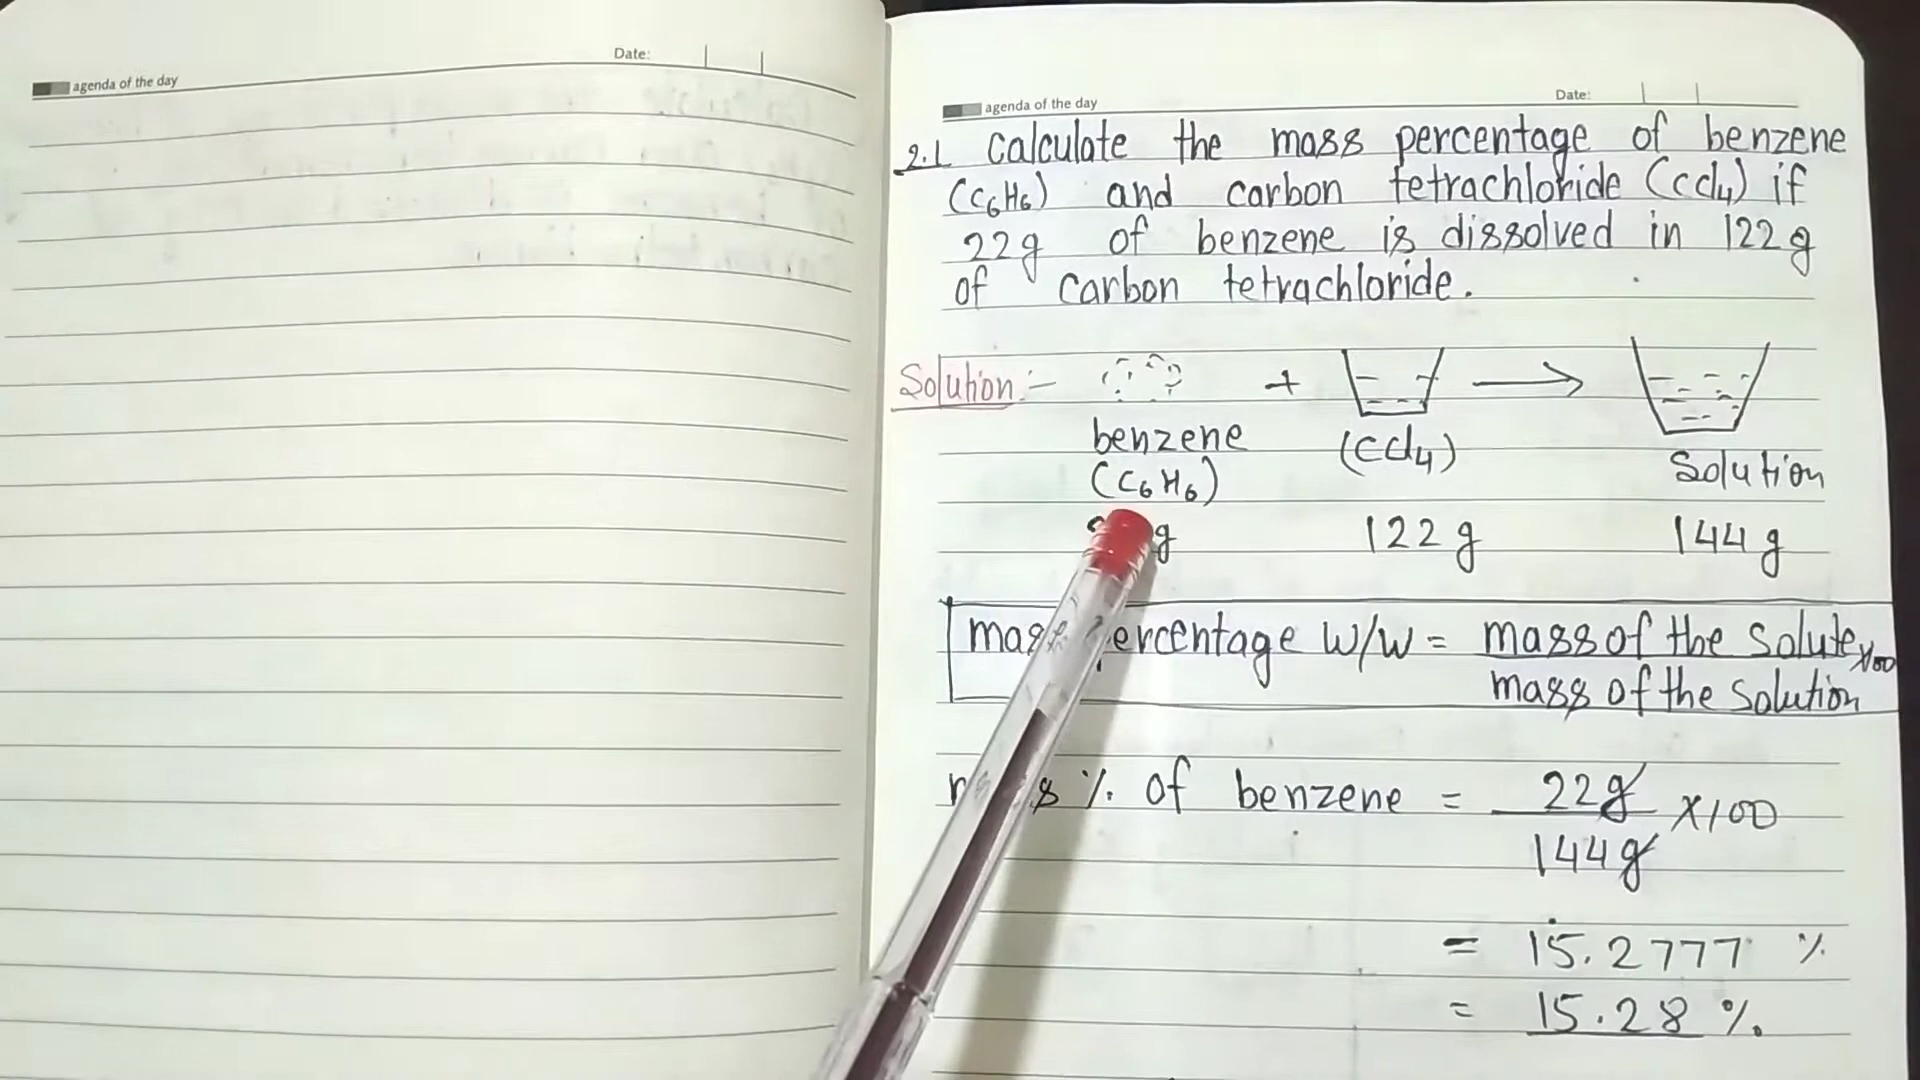 Date:
agenda of the day
Date:
agenda of the day
2.1 Calculate the mass percentage of benzene
(C6H6) and carbon tetrachloride (CCl4) if
22g of benzene is dissolved in 122 g
of carbon tetrachloride.
Solution :- + →
benzene (CCl4) Solution
(C6H6)
g 122 g 144 g
percentage W/W = mass of the Solute x100
mass of the Solution
% of benzene = 22g x100
144g
= 15.2777 %
= 15.28 %.